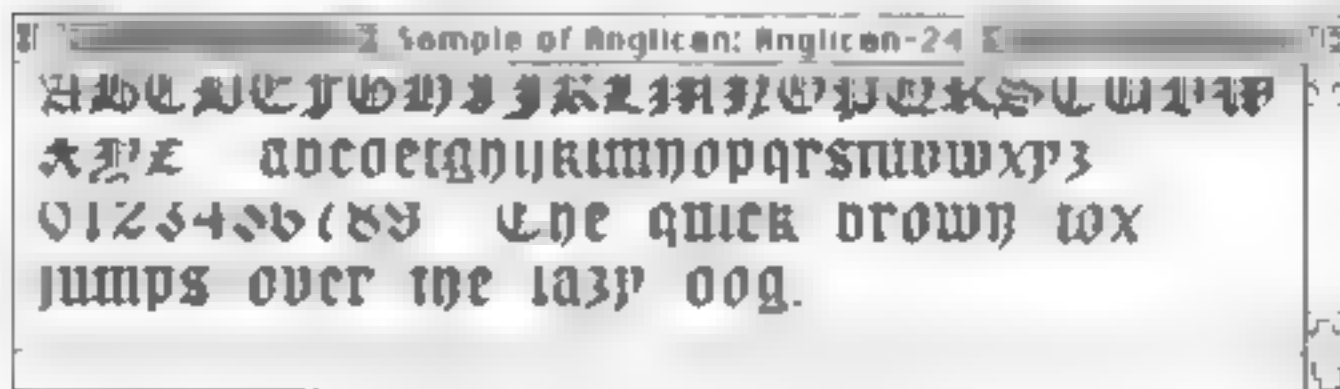 Sample of Anglican: Anglican-24
ABCDEFGHIJKLMNOPQRSTUVW
XYZ abcdefghijklmnopqrstuvwxyz
0123456789 The quick brown fox
jumps over the lazy dog.